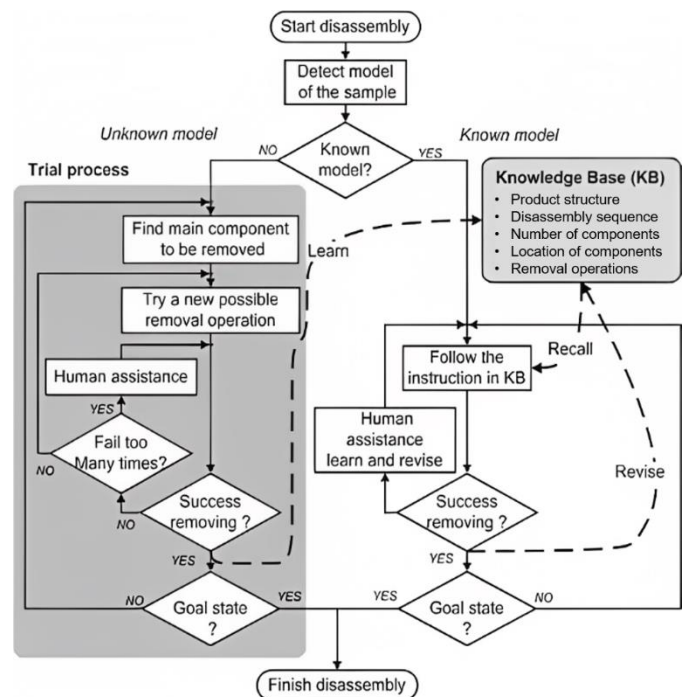 Start disassembly
Detect model
of the sample
Unknown model
Known model
Known
model?
NO
YES
Trial process
Knowledge Base (KB)
• Product structure
• Disassembly sequence
• Number of components
• Location of components
• Removal operations
Find main component
to be removed
Learn
Try a new possible
removal operation
Human assistance
Follow the
instruction in KB
Recall
YES
Fail too
Many times?
NO
Human
assistance
learn and revise
Revise
Success
removing ?
NO
Success
removing ?
YES
YES
Goal state
?
NO
YES
Goal state
?
YES
NO
Finish disassembly